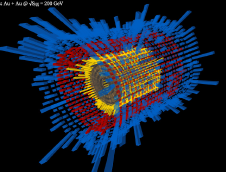 Au + Au @ √SNN = 200 GeV